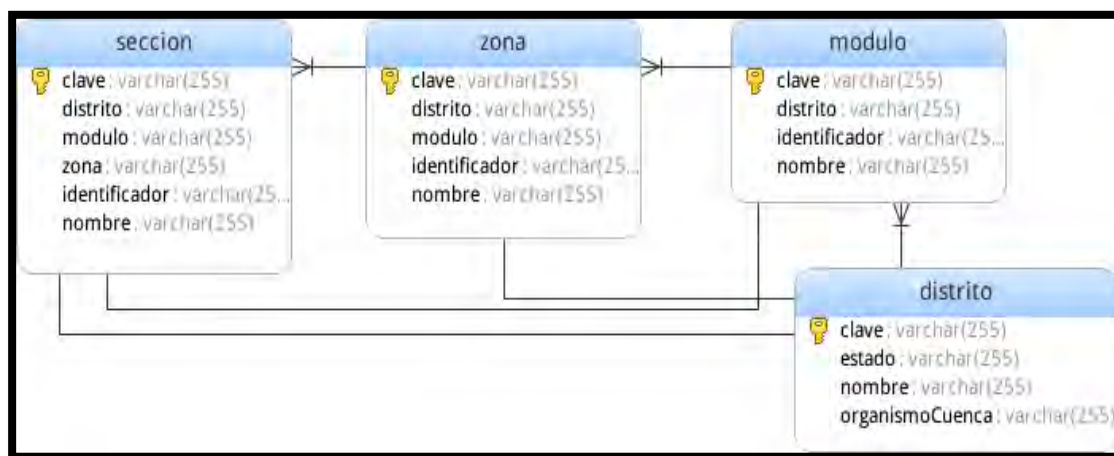 seccion
clave : varchar(255)
distrito : varchar(255)
modulo : varchar(255)
zona : varchar(255)
identificador : varchar(25...
nombre : varchar(255)
zona
clave : varchar(255)
distrito : varchar(255)
modulo : varchar(255)
identificador : varchar(25...
nombre : varchar(255)
modulo
clave : varchar(255)
distrito : varchar(255)
identificador : varchar(25...
nombre : varchar(255)
distrito
clave : varchar(255)
estado : varchar(255)
nombre : varchar(255)
organismoCuenca : varchar(255)